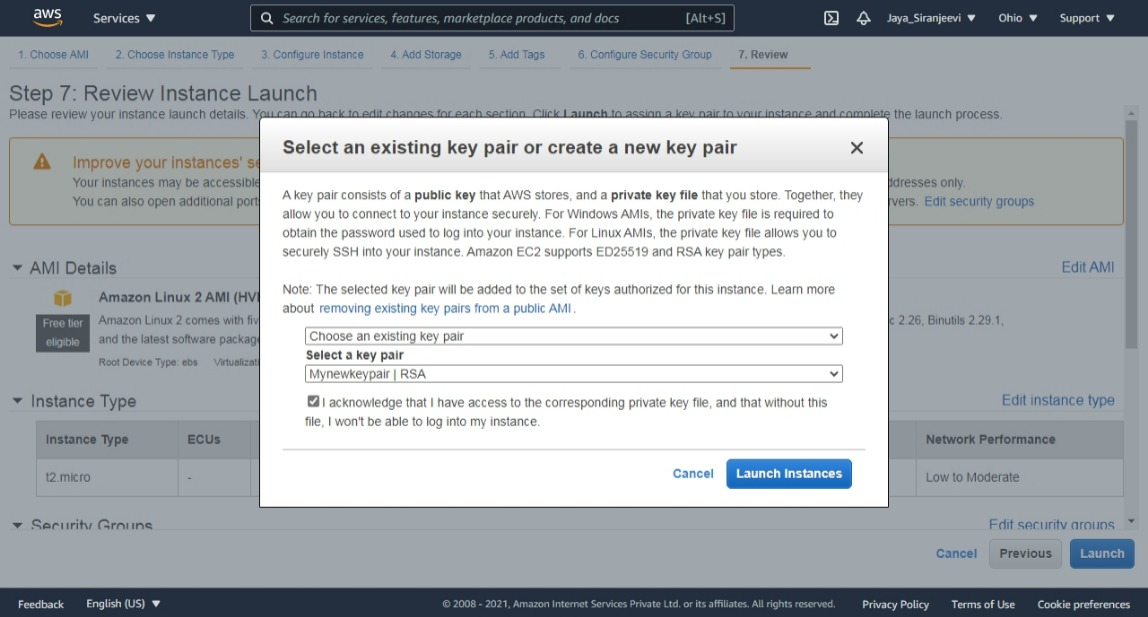 aws
Services
Search for services, features, marketplace products, and docs [Alt+S]
Jaya_Siranjeevi
Ohio
Support
1. Choose AMI 2. Choose Instance Type 3. Configure Instance 4. Add Storage 5. Add Tags 6. Configure Security Group 7. Review
Step 7: Review Instance Launch
Please review your instance launch details. You can go back to edit changes for each section. Click Launch to assign a key pair to your instance and complete the launch process.
Improve your instances'
Your instances may be accessible
ddresses only.
You can also open additional
Edit security groups
Select an existing key pair or create a new key pair
A key pair consists of a public key that AWS stores, and a private key file that you store. Together, they
allow you to connect to your instance securely. For Windows AMIs, the private key file is required to
obtain the password used to log into your instance. For Linux AMIs, the private key file allows you to
securely SSH into your instance. Amazon EC2 supports ED25519 and RSA key pair types.
Note: The selected key pair will be added to the set of keys authorized for this instance. Learn more
about removing existing key pairs from a public AMI .
Choose an existing key pair
Select a key pair
Mynewkeypair | RSA
I acknowledge that I have access to the corresponding private key file, and that without this
file, I won't be able to log into my instance.
Cancel Launch Instances
AMI Details
Edit AMI
Amazon Linux 2 AMI (HV
Free tier
eligible
Amazon Linux 2 comes with
c 2.26, Binutils 2.29.1,
and the latest software package
Root Device Type: ebs
Instance Type
Edit instance type
Instance Type ECUs Network Performance
t2.micro - Low to Moderate
Security Groups
Edit security groups
Cancel Previous Launch
Feedback English (US) © 2008 - 2021, Amazon Internet Services Private Ltd. or its affiliates. All rights reserved. Privacy Policy Terms of Use Cookie preferences